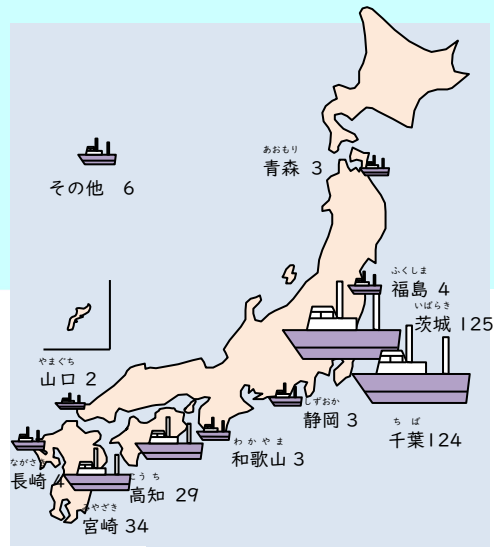 あおもり
青森 3
その他 6
ふくしま
福島 4
いばらき
茨城 125
やまぐち
山口 2
しずおか
静岡 3
ちば
千葉124
わかやま
和歌山 3
ながさき
長崎 4
こうち
高知 29
みやざき
宮崎 34